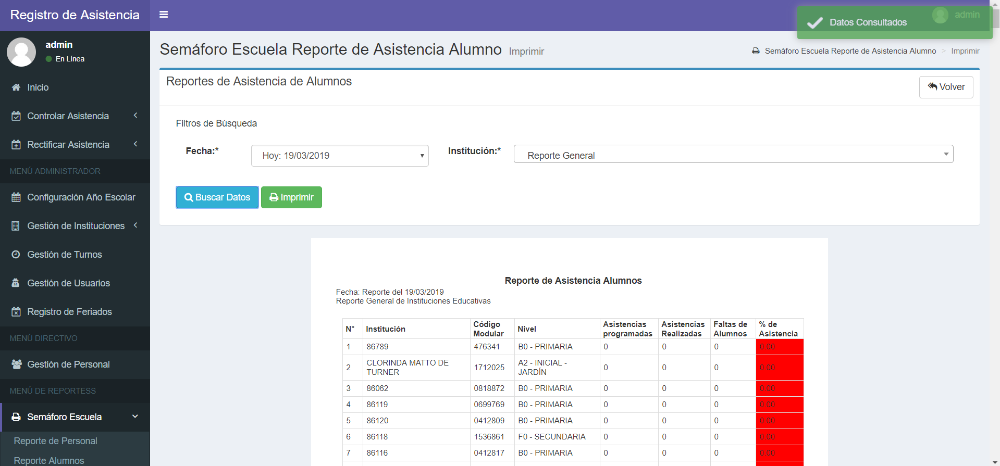 Registro de Asistencia
Datos Consultados
admin
admin
En Línea
Inicio
Controlar Asistencia
Rectificar Asistencia
MENÚ ADMINISTRADOR
Configuración Año Escolar
Gestión de Instituciones
Gestión de Turnos
Gestión de Usuarios
Registro de Feriados
MENÚ DIRECTIVO
Gestión de Personal
MENÚ DE REPORTESS
Semáforo Escuela
Reporte de Personal
Reporte Alumnos
Semáforo Escuela Reporte de Asistencia Alumno Imprimir
Semáforo Escuela Reporte de Asistencia Alumno > Imprimir
Reportes de Asistencia de Alumnos
Volver
Filtros de Búsqueda
Fecha:* Hoy: 19/03/2019 Institución:* Reporte General
Buscar Datos Imprimir
Reporte de Asistencia Alumnos
Fecha: Reporte del 19/03/2019
Reporte General de Instituciones Educativas
N° Institución Código Modular Nivel Asistencias programadas Asistencias Realizadas Faltas de Alumnos % de Asistencia
1 86789 476341 B0 - PRIMARIA 0 0 0 0.00
2 CLORINDA MATTO DE TURNER 1712025 A2 - INICIAL - JARDÍN 0 0 0 0.00
3 86062 0818872 B0 - PRIMARIA 0 0 0 0.00
4 86119 0699769 B0 - PRIMARIA 0 0 0 0.00
5 86120 0412809 B0 - PRIMARIA 0 0 0 0.00
6 86118 1536861 F0 - SECUNDARIA 0 0 0 0.00
7 86116 0412817 B0 - PRIMARIA 0 0 0 0.00